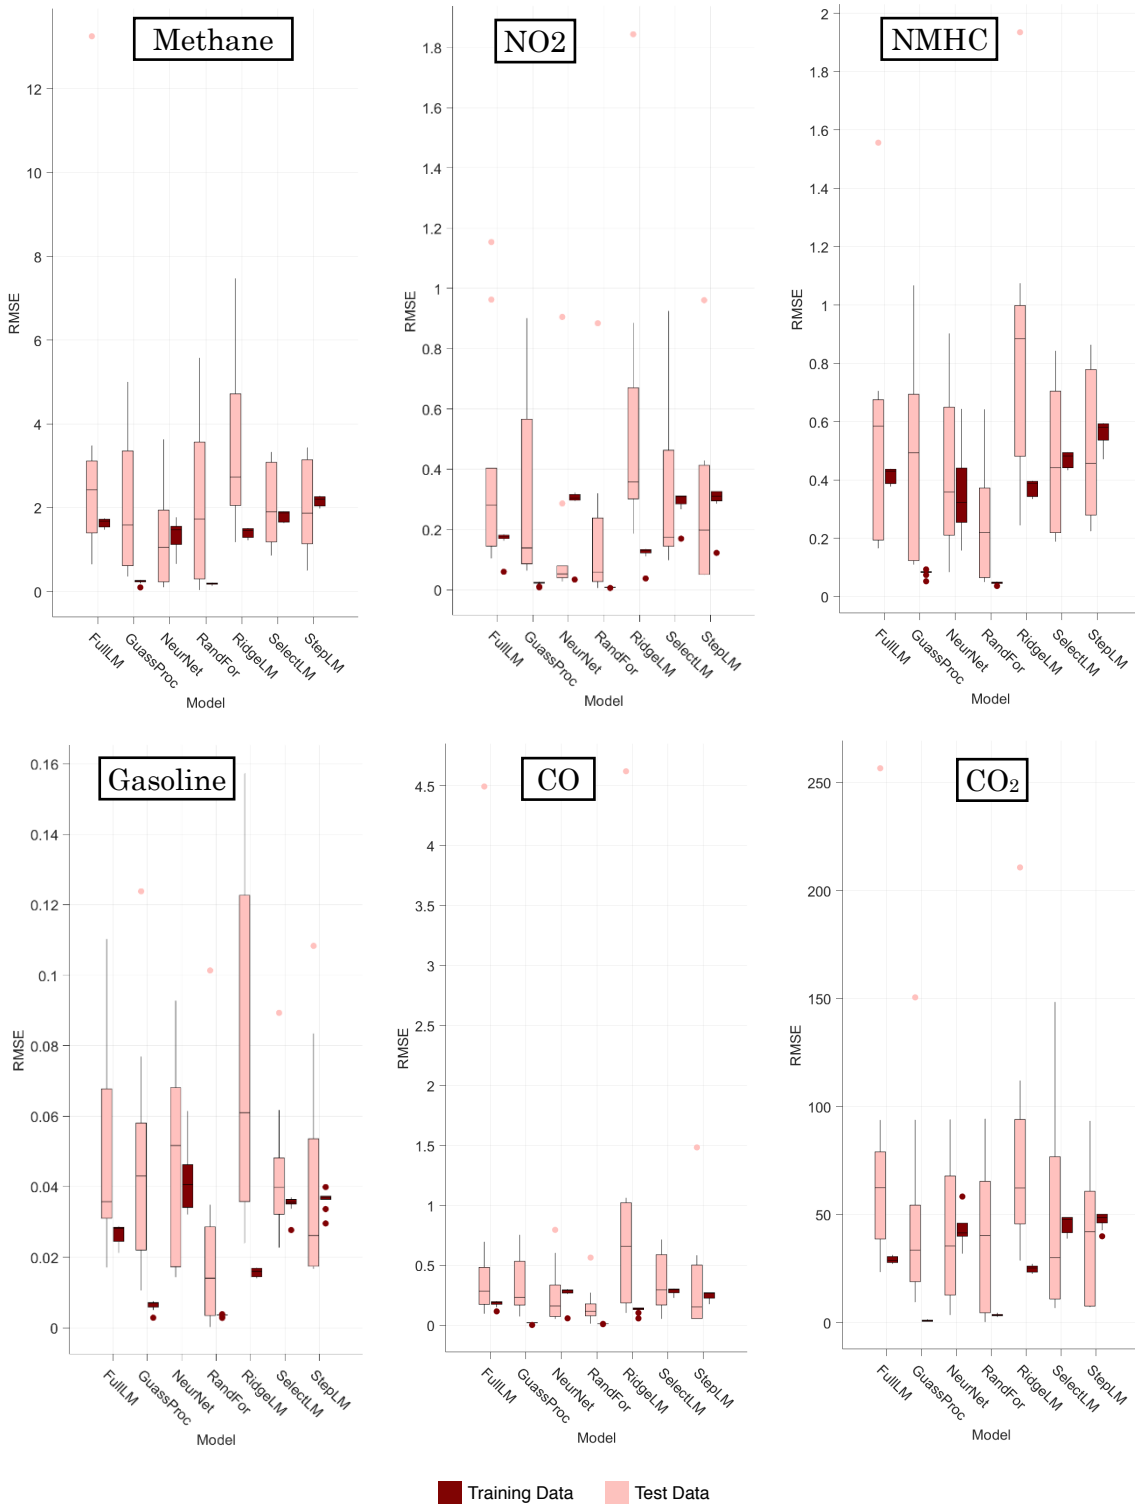 Methane
12
10
8
6
4
2
0
RMSE
FullLM
GuassProc
NeurNet
RandFor
RidgeLM
SelectLM
StepLM
Model
NO2
1.8
1.6
1.4
1.2
1
0.8
0.6
0.4
0.2
0
RMSE
FullLM
GuassProc
NeurNet
RandFor
RidgeLM
SelectLM
StepLM
Model
NMHC
2
1.8
1.6
1.4
1.2
1
0.8
0.6
0.4
0.2
0
RMSE
FullLM
GuassProc
NeurNet
RandFor
RidgeLM
SelectLM
StepLM
Model
Gasoline
0.16
0.14
0.12
0.1
0.08
0.06
0.04
0.02
0
RMSE
FullLM
GuassProc
NeurNet
RandFor
RidgeLM
SelectLM
StepLM
Model
CO
4.5
4
3.5
3
2.5
2
1.5
1
0.5
0
RMSE
FullLM
GuassProc
NeurNet
RandFor
RidgeLM
SelectLM
StepLM
Model
CO₂
250
200
150
100
50
0
RMSE
FullLM
GuassProc
NeurNet
RandFor
RidgeLM
SelectLM
StepLM
Model
Training Data
Test Data